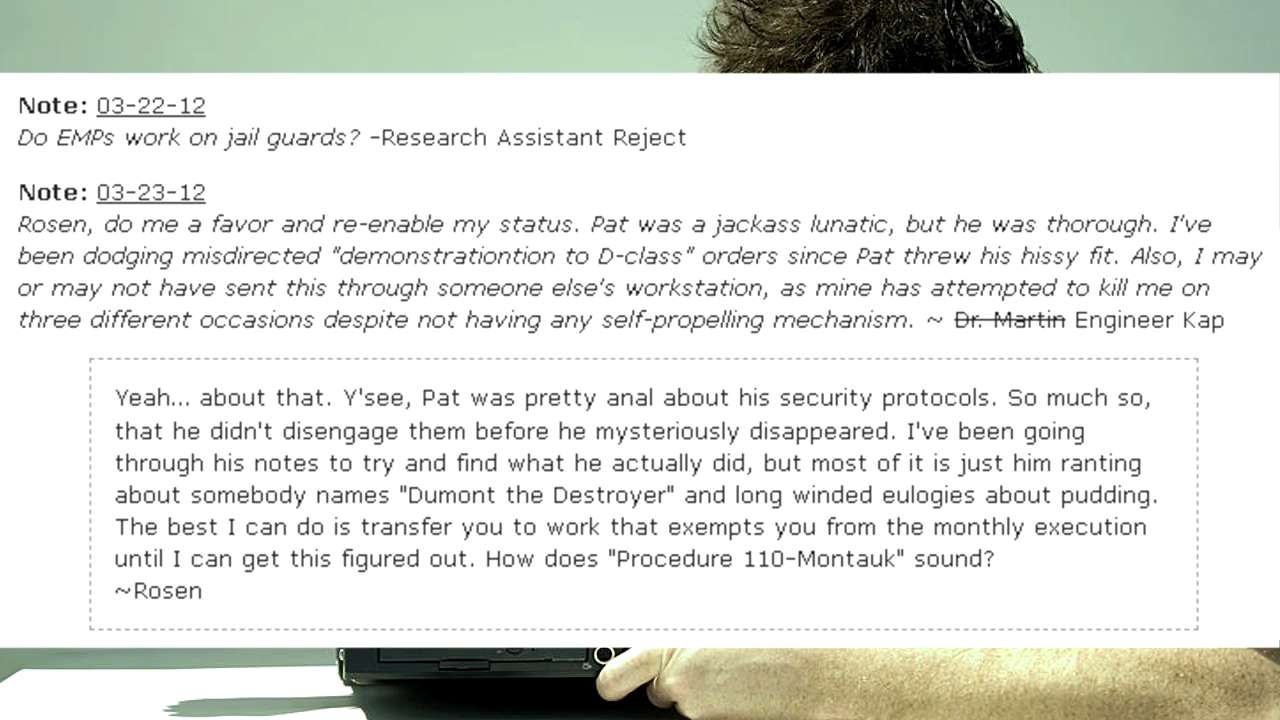 Note: 03-22-12
Do EMPs work on jail guards? -Research Assistant Reject
Note: 03-23-12
Rosen, do me a favor and re-enable my status. Pat was a jackass lunatic, but he was thorough. I've
been dodging misdirected "demonstrationtion to D-class" orders since Pat threw his hissy fit. Also, I may
or may not have sent this through someone else's workstation, as mine has attempted to kill me on
three different occasions despite not having any self-propelling mechanism. ~ Dr. Martin Engineer Kap
Yeah... about that. Y'see, Pat was pretty anal about his security protocols. So much so,
that he didn't disengage them before he mysteriously disappeared. I've been going
through his notes to try and find what he actually did, but most of it is just him ranting
about somebody names "Dumont the Destroyer" and long winded eulogies about pudding.
The best I can do is transfer you to work that exempts you from the monthly execution
until I can get this figured out. How does "Procedure 110-Montauk" sound?
~Rosen